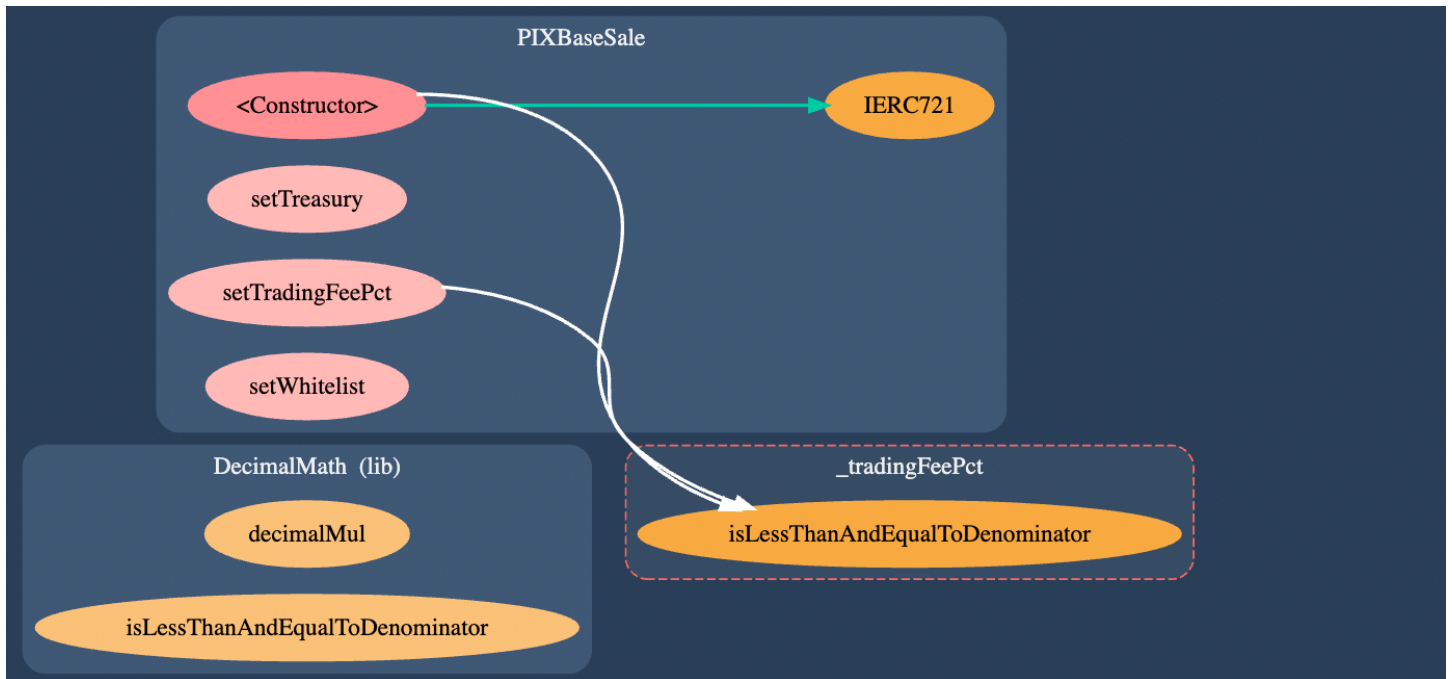 PIXBaseSale
<Constructor>
IERC721
setTreasury
setTradingFeePct
setWhitelist
DecimalMath (lib)
decimalMul
isLessThanAndEqualToDenominator
_tradingFeePct
isLessThanAndEqualToDenominator